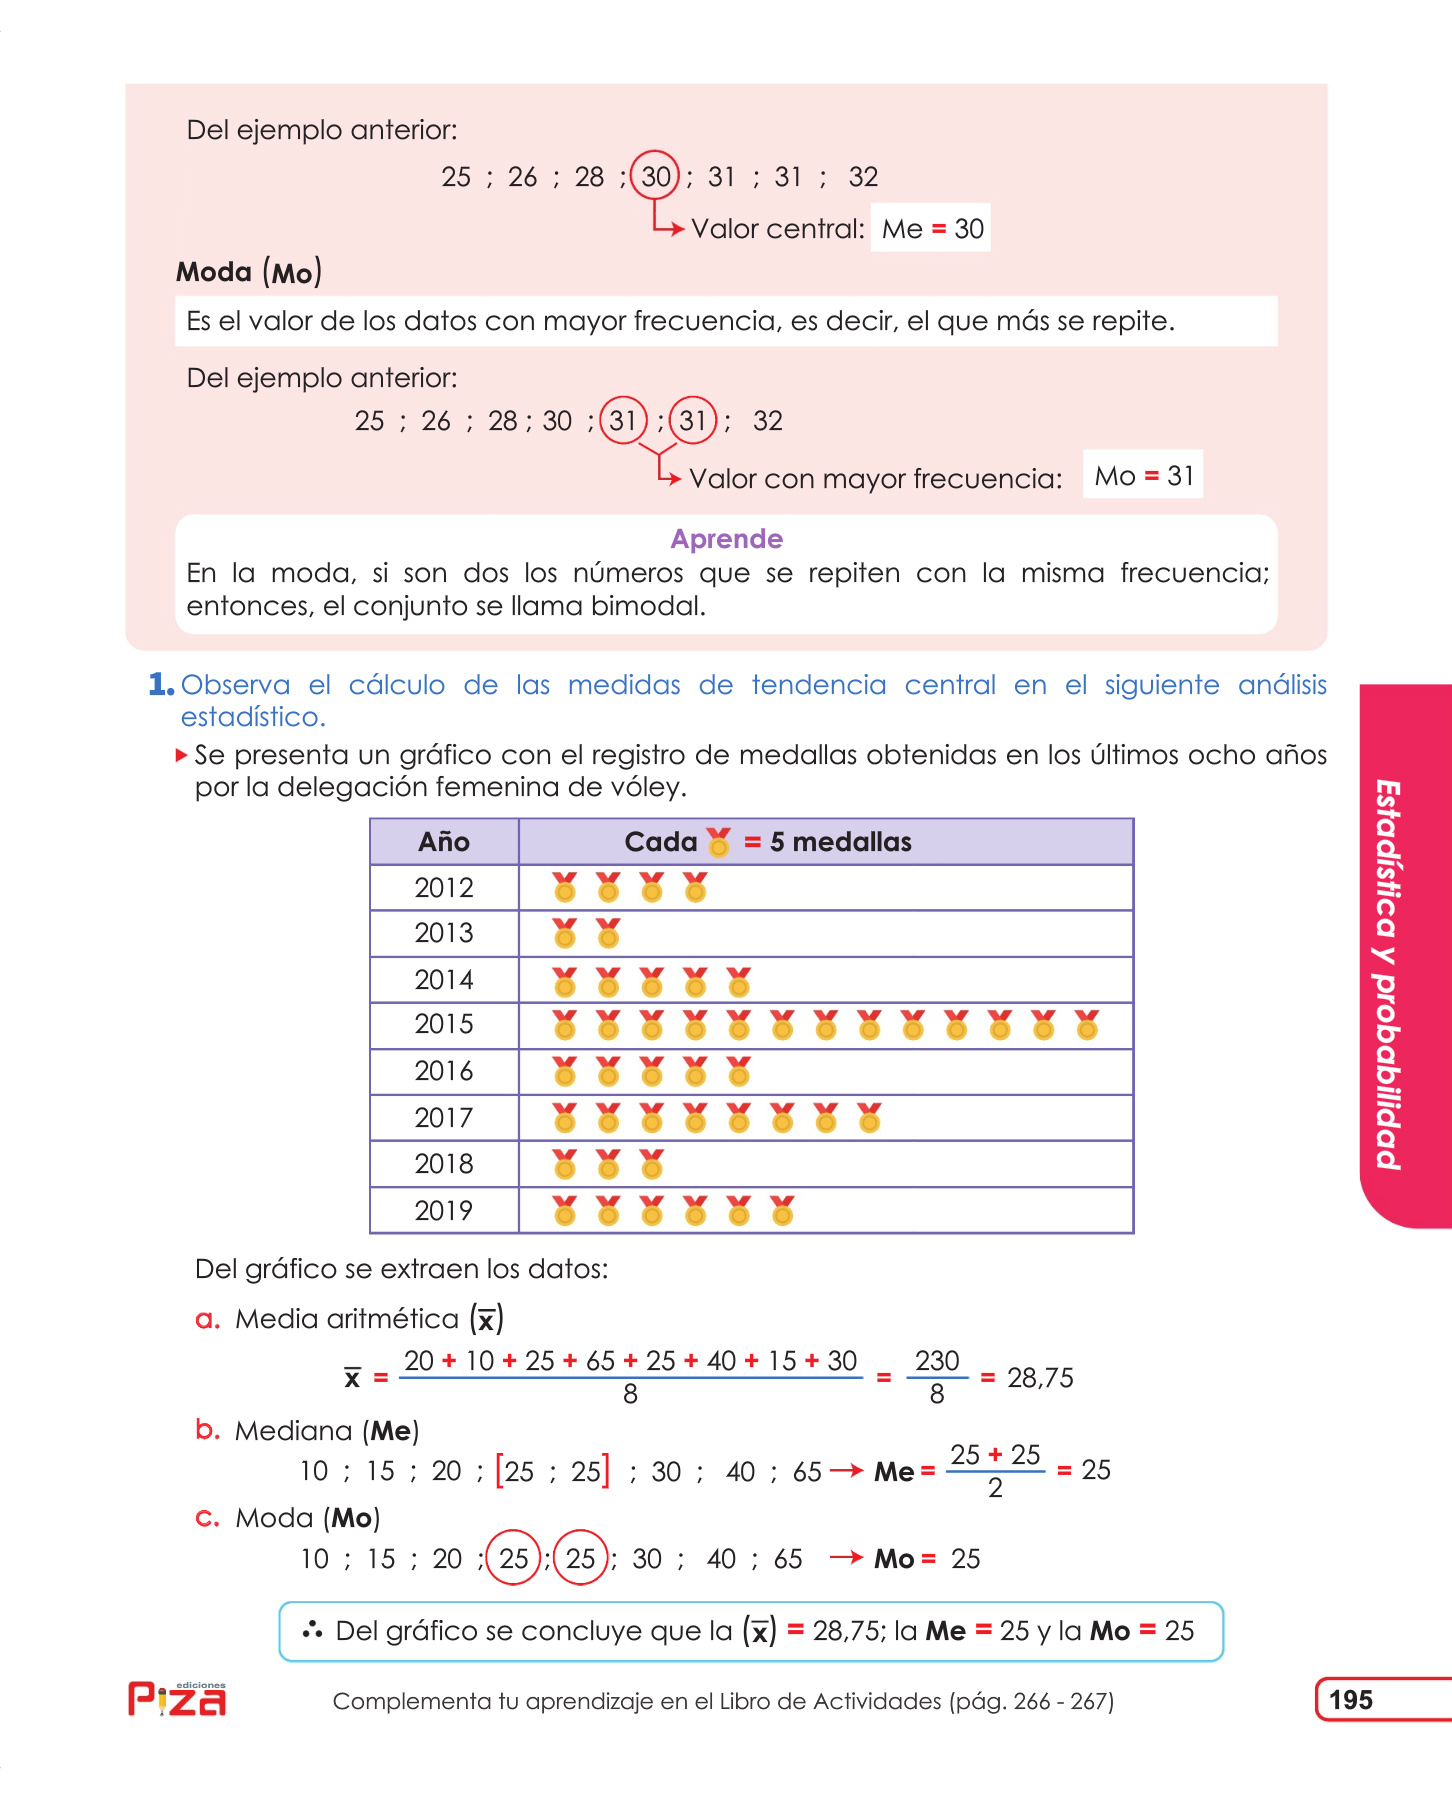 Del ejemplo anterior:
25 ; 26 ; 28 ; 30 ; 31 ; 31 ; 32
Valor central: Me = 30
Moda (Mo)
Es el valor de los datos con mayor frecuencia, es decir, el que más se repite.
Del ejemplo anterior:
25 ; 26 ; 28 ; 30 ; 31 ; 31 ; 32
Valor con mayor frecuencia: Mo = 31
Aprende
En la moda, si son dos los números que se repiten con la misma frecuencia;
entonces, el conjunto se llama bimodal.
1. Observa el cálculo de las medidas de tendencia central en el siguiente análisis
estadístico.
Se presenta un gráfico con el registro de medallas obtenidas en los últimos ocho años
por la delegación femenina de vóley.
Año Cada = 5 medallas
2012
2013
2014
2015
2016
2017
2018
2019
Del gráfico se extraen los datos:
a. Media aritmética (x̅)
x̅ = 20 + 10 + 25 + 65 + 25 + 40 + 15 + 30 / 8 = 230 / 8 = 28,75
b. Mediana (Me)
10 ; 15 ; 20 ; [25 ; 25] ; 30 ; 40 ; 65 → Me = 25 + 25 / 2 = 25
c. Moda (Mo)
10 ; 15 ; 20 ; 25 ; 25 ; 30 ; 40 ; 65 → Mo = 25
∴ Del gráfico se concluye que la (x̅) = 28,75; la Me = 25 y la Mo = 25
Estadística y probabilidad
ediciones
Piza
Complementa tu aprendizaje en el Libro de Actividades (pág. 266 - 267)
195